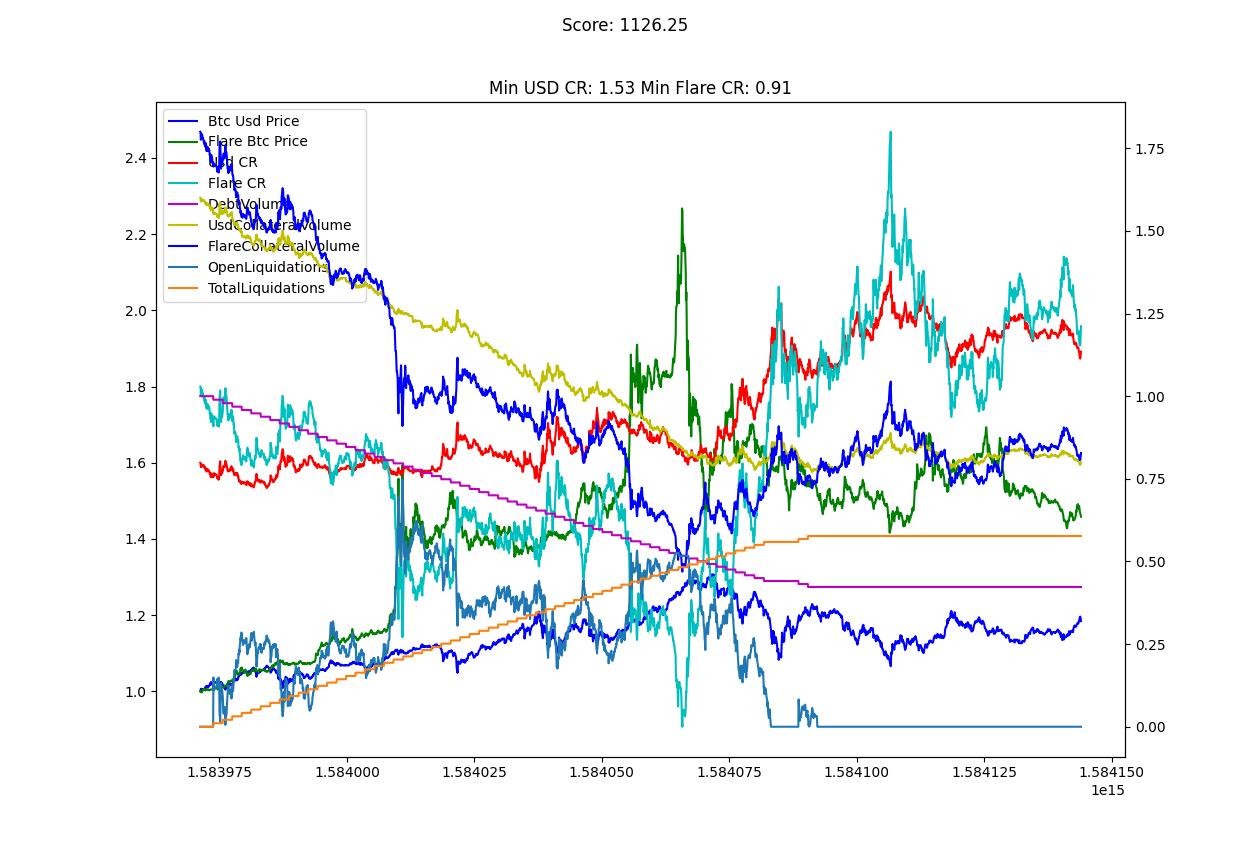 Score: 1126.25
Min USD CR: 1.53 Min Flare CR: 0.91
Btc Usd Price
Flare Btc Price
Usd CR
Flare CR
DebtVolume
UsdCollateralVolume
FlareCollateralVolume
OpenLiquidations
TotalLiquidations
2.4
2.2
2.0
1.8
1.6
1.4
1.2
1.0
1.75
1.50
1.25
1.00
0.75
0.50
0.25
0.00
1.583975 1.584000 1.584025 1.584050 1.584075 1.584100 1.584125 1.584150
1e15